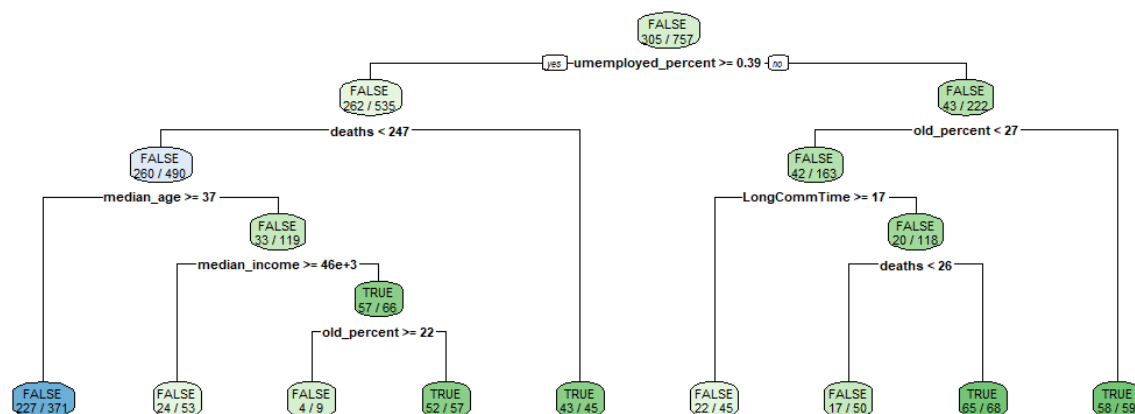 FALSE
305 / 757
yes umemployed_percent >= 0.39 no
FALSE
262 / 535
FALSE
43 / 222
deaths < 247
old_percent < 27
FALSE
260 / 490
FALSE
42 / 163
median_age >= 37
LongCommTime >= 17
FALSE
33 / 119
FALSE
20 / 118
median_income >= 46e+3
deaths < 26
TRUE
57 / 66
old_percent >= 22
FALSE
227 / 371
FALSE
24 / 53
FALSE
4 / 9
TRUE
52 / 57
TRUE
43 / 45
FALSE
22 / 45
FALSE
17 / 50
TRUE
65 / 68
TRUE
58 / 59